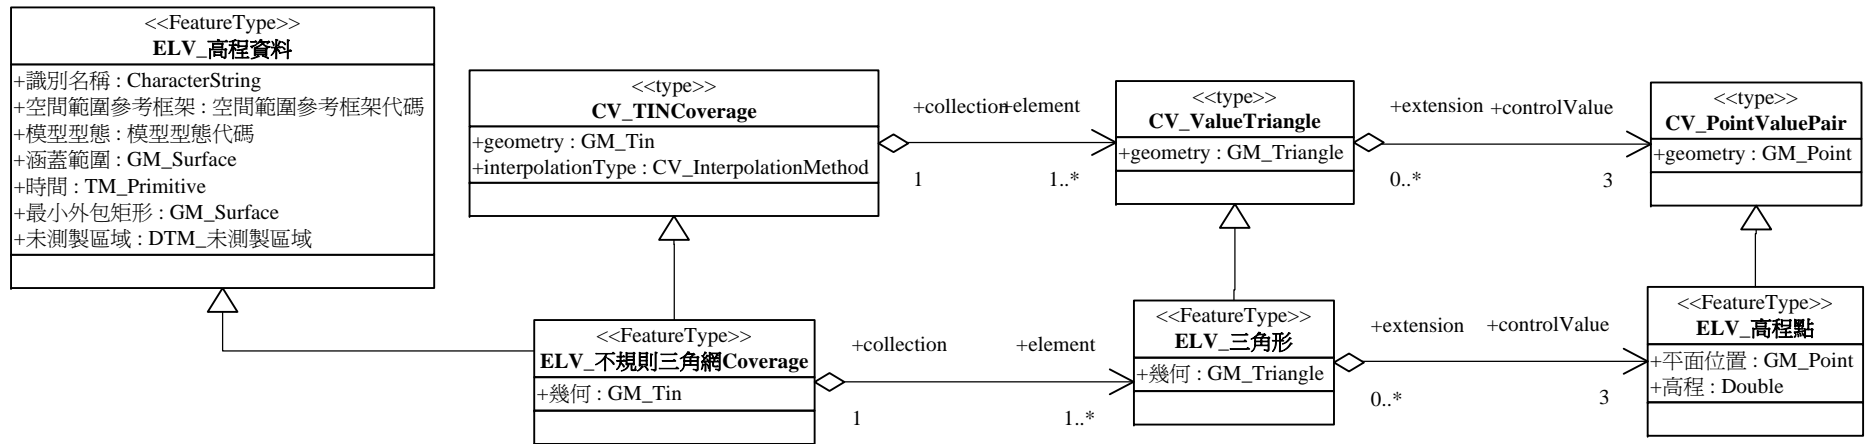 <<FeatureType>>
ELV_高程資料
+識別名稱 : CharacterString
+空間範圍參考框架 : 空間範圍參考框架代碼
+模型型態 : 模型型態代碼
+涵蓋範圍 : GM_Surface
+時間 : TM_Primitive
+最小外包矩形 : GM_Surface
+未測製區域 : DTM_未測製區域
<<type>>
CV_TINCoverage
+geometry : GM_Tin
+interpolationType : CV_InterpolationMethod
+collection
+element
1
1..*
<<type>>
CV_ValueTriangle
+geometry : GM_Triangle
+extension
+controlValue
0..*
3
<<type>>
CV_PointValuePair
+geometry : GM_Point
<<FeatureType>>
ELV_不規則三角網Coverage
+幾何 : GM_Tin
+collection
+element
1
1..*
<<FeatureType>>
ELV_三角形
+幾何 : GM_Triangle
+extension
+controlValue
0..*
3
<<FeatureType>>
ELV_高程點
+平面位置 : GM_Point
+高程 : Double